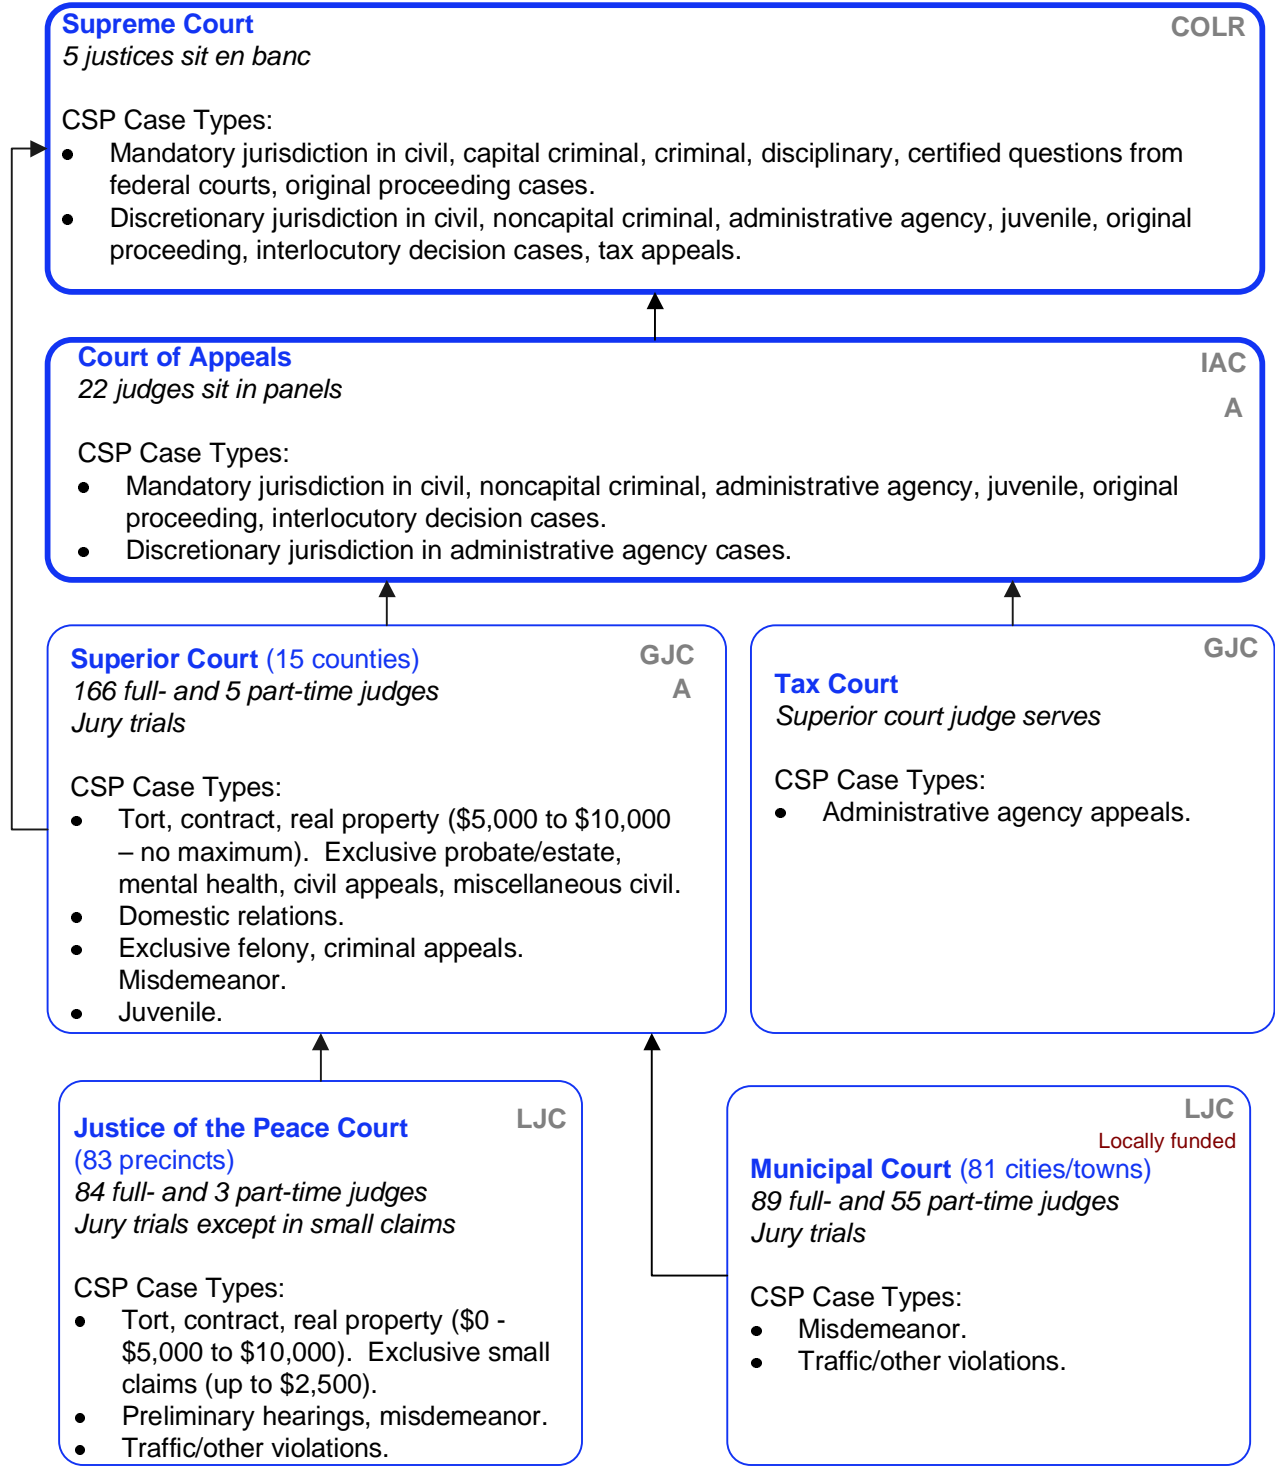 Supreme Court
COLR
5 justices sit en banc
CSP Case Types:
• Mandatory jurisdiction in civil, capital criminal, criminal, disciplinary, certified questions from
federal courts, original proceeding cases.
• Discretionary jurisdiction in civil, noncapital criminal, administrative agency, juvenile, original
proceeding, interlocutory decision cases, tax appeals.
Court of Appeals
IAC
22 judges sit in panels
A
CSP Case Types:
• Mandatory jurisdiction in civil, noncapital criminal, administrative agency, juvenile, original
proceeding, interlocutory decision cases.
• Discretionary jurisdiction in administrative agency cases.
Superior Court (15 counties)
GJC
166 full- and 5 part-time judges
A
Jury trials
CSP Case Types:
• Tort, contract, real property ($5,000 to $10,000
– no maximum). Exclusive probate/estate,
mental health, civil appeals, miscellaneous civil.
• Domestic relations.
• Exclusive felony, criminal appeals.
Misdemeanor.
• Juvenile.
GJC
Tax Court
Superior court judge serves
CSP Case Types:
• Administrative agency appeals.
Justice of the Peace Court
LJC
(83 precincts)
84 full- and 3 part-time judges
Jury trials except in small claims
CSP Case Types:
• Tort, contract, real property ($0 -
$5,000 to $10,000). Exclusive small
claims (up to $2,500).
• Preliminary hearings, misdemeanor.
• Traffic/other violations.
LJC
Locally funded
Municipal Court (81 cities/towns)
89 full- and 55 part-time judges
Jury trials
CSP Case Types:
• Misdemeanor.
• Traffic/other violations.